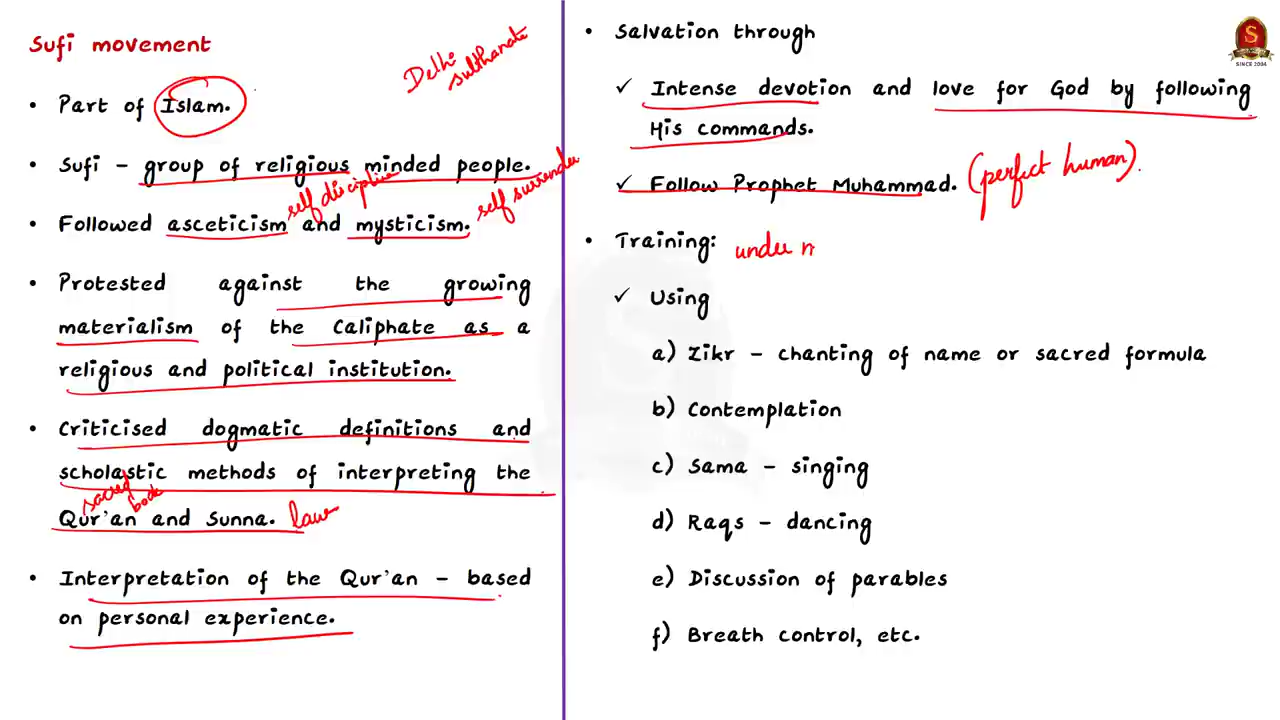 Sufi movement
Delhi
sulthanate
• Part of Islam.
• Sufi – group of religious minded people.
self discipline
self surrender
• Followed asceticism and mysticism.
• Protested against the growing
materialism of the Caliphate as a
religious and political institution.
• Criticised dogmatic definitions and
scholastic methods of interpreting the
sacred book
Qur'an and Sunna. law
• Interpretation of the Qur'an – based
on personal experience.
• Salvation through
✓ Intense devotion and love for God by following
His commands.
✓ Follow Prophet Muhammad. (perfect human)
• Training: under
✓ Using
a) Zikr – chanting of name or sacred formula
b) Contemplation
c) Sama – singing
d) Raqs – dancing
e) Discussion of parables
f) Breath control, etc.
SINCE 2004